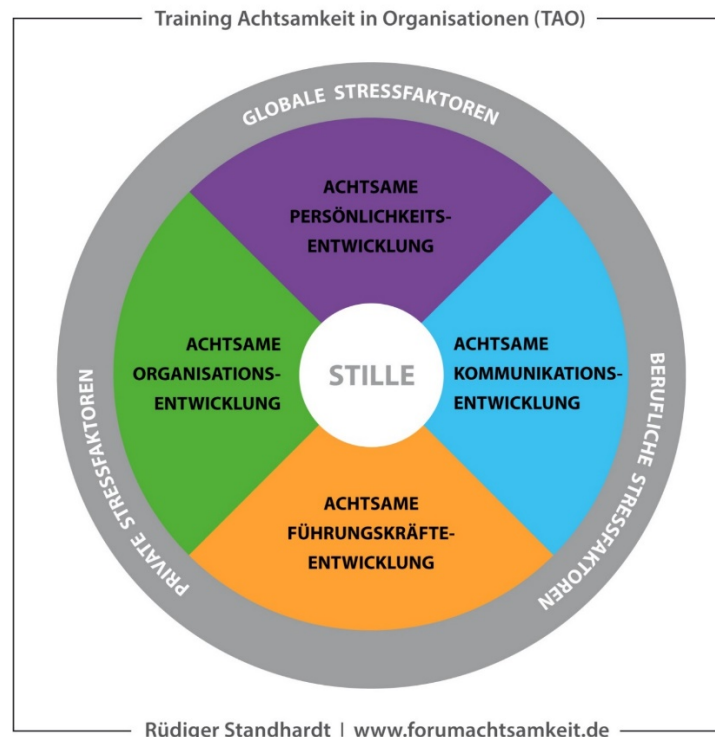 Training Achtsamkeit in Organisationen (TAO)
GLOBALE STRESSFAKTOREN
ACHTSAME
PERSÖNLICHKEITS-
ENTWICKLUNG
ACHTSAME
ORGANISATIONS-
ENTWICKLUNG
STILLE
ACHTSAME
KOMMUNIKATIONS-
ENTWICKLUNG
ACHTSAME
FÜHRUNGSKRÄFTE-
ENTWICKLUNG
PRIVATE STRESSFAKTOREN
BERUFLICHE STRESSFAKTOREN
Rüdiger Standhardt | www.forumachtsamkeit.de